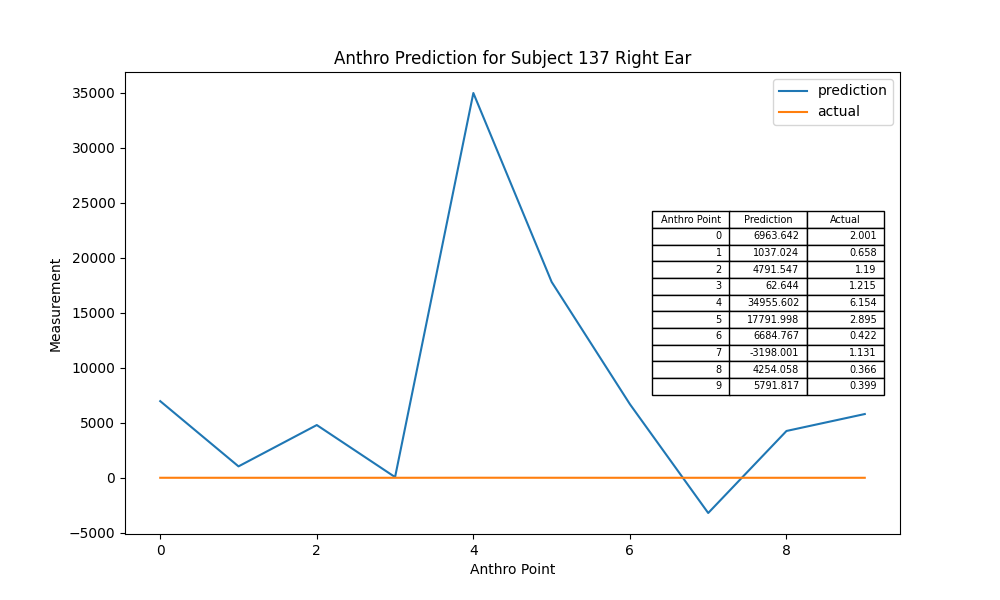 Anthro Prediction for Subject 137 Right Ear
prediction
actual
35000
30000
25000
20000
15000
10000
5000
0
−5000
Measurement
Anthro Point Prediction Actual
0 6963.642 2.001
1 1037.024 0.658
2 4791.547 1.19
3 62.644 1.215
4 34955.602 6.154
5 17791.998 2.895
6 6684.767 0.422
7 -3198.001 1.131
8 4254.058 0.366
9 5791.817 0.399
0 2 4 6 8
Anthro Point